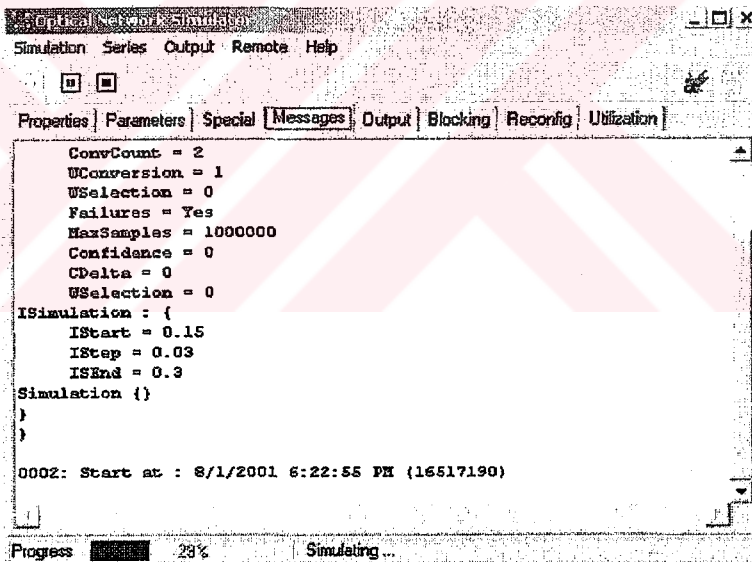 Optical Network Simulator
Simulation Series Output Remote Help
Properties Parameters Special Messages Output Blocking Reconfig Utilization
ConvCount = 2
WConversion = 1
WSelection = 0
Failures = Yes
MaxSamples = 1000000
Confidence = 0
CDelta = 0
WSelection = 0
ISimulation : {
IStart = 0.15
IStep = 0.03
ISEnd = 0.3
Simulation {}
}
}
0002: Start at : 8/1/2001 6:22:55 PM (16517190)
Progress 23% Simulating ...